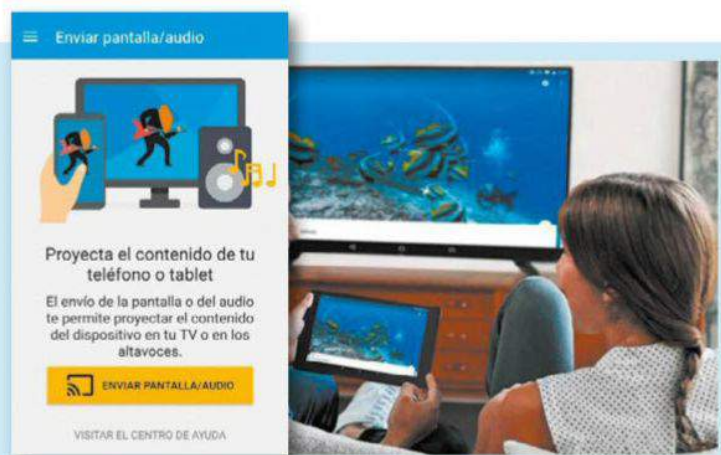 Enviar pantalla/audio
Proyecta el contenido de tu
teléfono o tablet
El envío de la pantalla o del audio
te permite proyectar el contenido
del dispositivo en tu TV o en los
altavoces.
ENVIAR PANTALLA/AUDIO
VISITAR EL CENTRO DE AYUDA